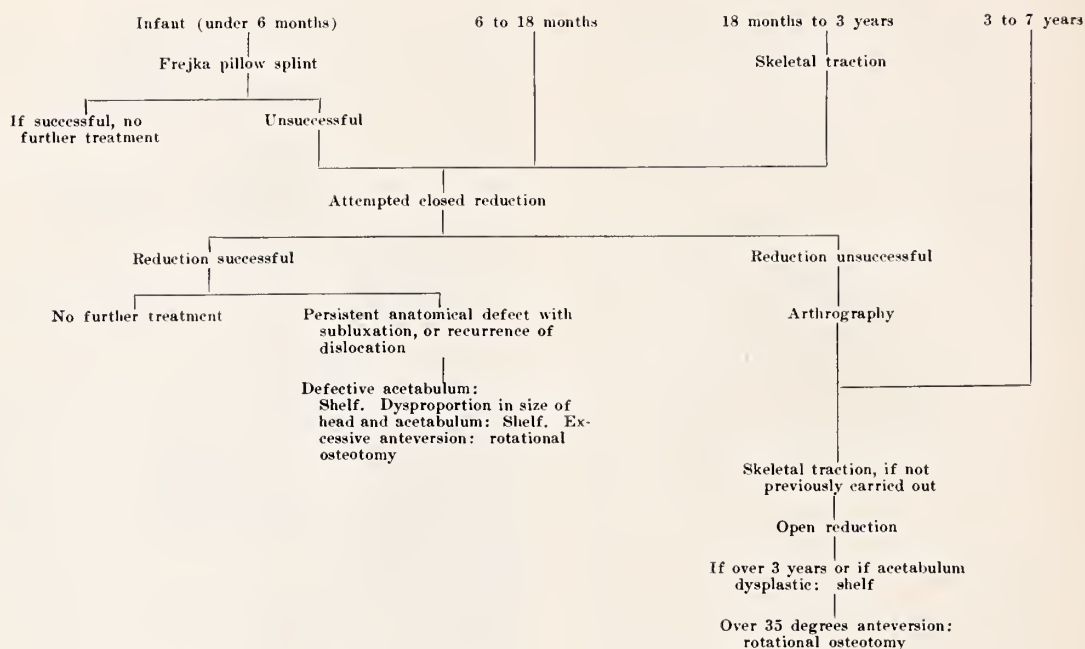 Infant (under 6 months)
6 to 18 months
18 months to 3 years
3 to 7 years
Frejka pillow splint
Skeletal traction
If successful, no
further treatment
Unsuccessful
Attempted closed reduction
Reduction successful
Reduction unsuccessful
No further treatment
Persistent anatomical defect with
subluxation, or recurrence of
dislocation
Arthrography
Defective acetabulum:
Shelf. Dysproportion in size of
head and acetabulum: Shelf. Ex-
cessive anteversion: rotational
osteotomy
Skeletal traction, if not
previously carried out
Open reduction
If over 3 years or if acetabulum
dysplastic: shelf
Over 35 degrees anteversion:
rotational osteotomy